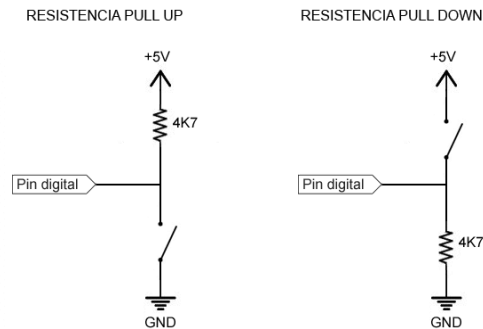 RESISTENCIA PULL UP
+5V
4K7
Pin digital
GND
RESISTENCIA PULL DOWN
+5V
Pin digital
4K7
GND